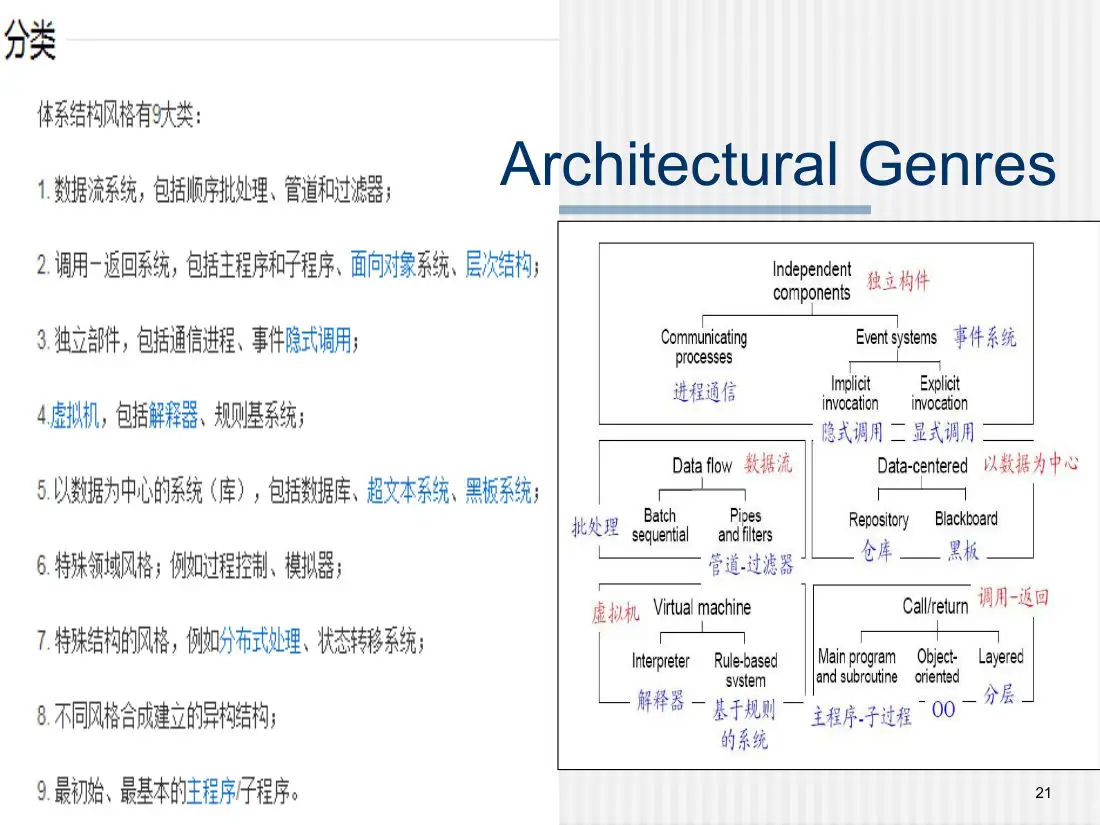 分类
体系结构风格有9大类：
1. 数据流系统，包括顺序批处理、管道和过滤器；
2. 调用－返回系统，包括主程序和子程序、面向对象系统、层次结构；
3. 独立部件，包括通信进程、事件隐式调用；
4.虚拟机，包括解释器、规则基系统；
5. 以数据为中心的系统（库），包括数据库、超文本系统、黑板系统；
6. 特殊领域风格；例如过程控制、模拟器；
7. 特殊结构的风格，例如分布式处理、状态转移系统；
8. 不同风格合成建立的异构结构；
9. 最初始、最基本的主程序/子程序。
Architectural Genres
Independent
components
独立构件
Communicating
processes
进程通信
Event systems
事件系统
Implicit
invocation
隐式调用
Explicit
invocation
显式调用
Data flow
数据流
Batch
sequential
批处理
Pipes
and filters
管道-过滤器
Data-centered
以数据为中心
Repository
仓库
Blackboard
黑板
虚拟机
Virtual machine
Interpreter
解释器
Rule-based
system
基于规则
的系统
Call/return
调用-返回
Main program
and subroutine
主程序-子过程
Object-
oriented
OO
Layered
分层
21